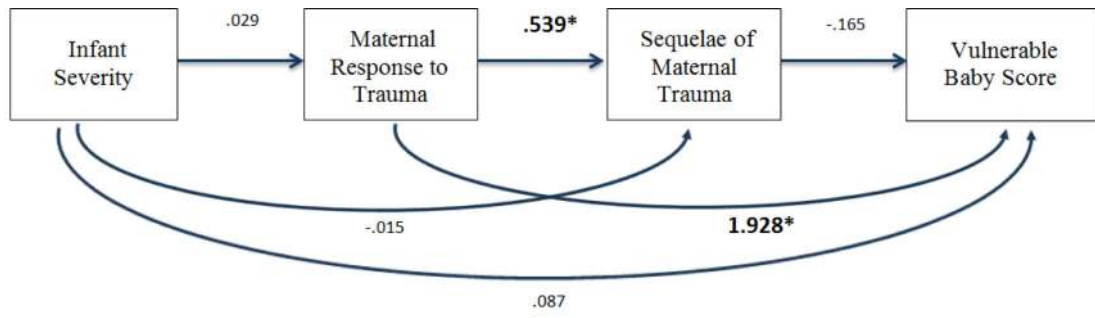 .029
.539*
-.165
Infant
Severity
Maternal
Response to
Trauma
Sequelae of
Maternal
Trauma
Vulnerable
Baby Score
-.015
1.928*
.087